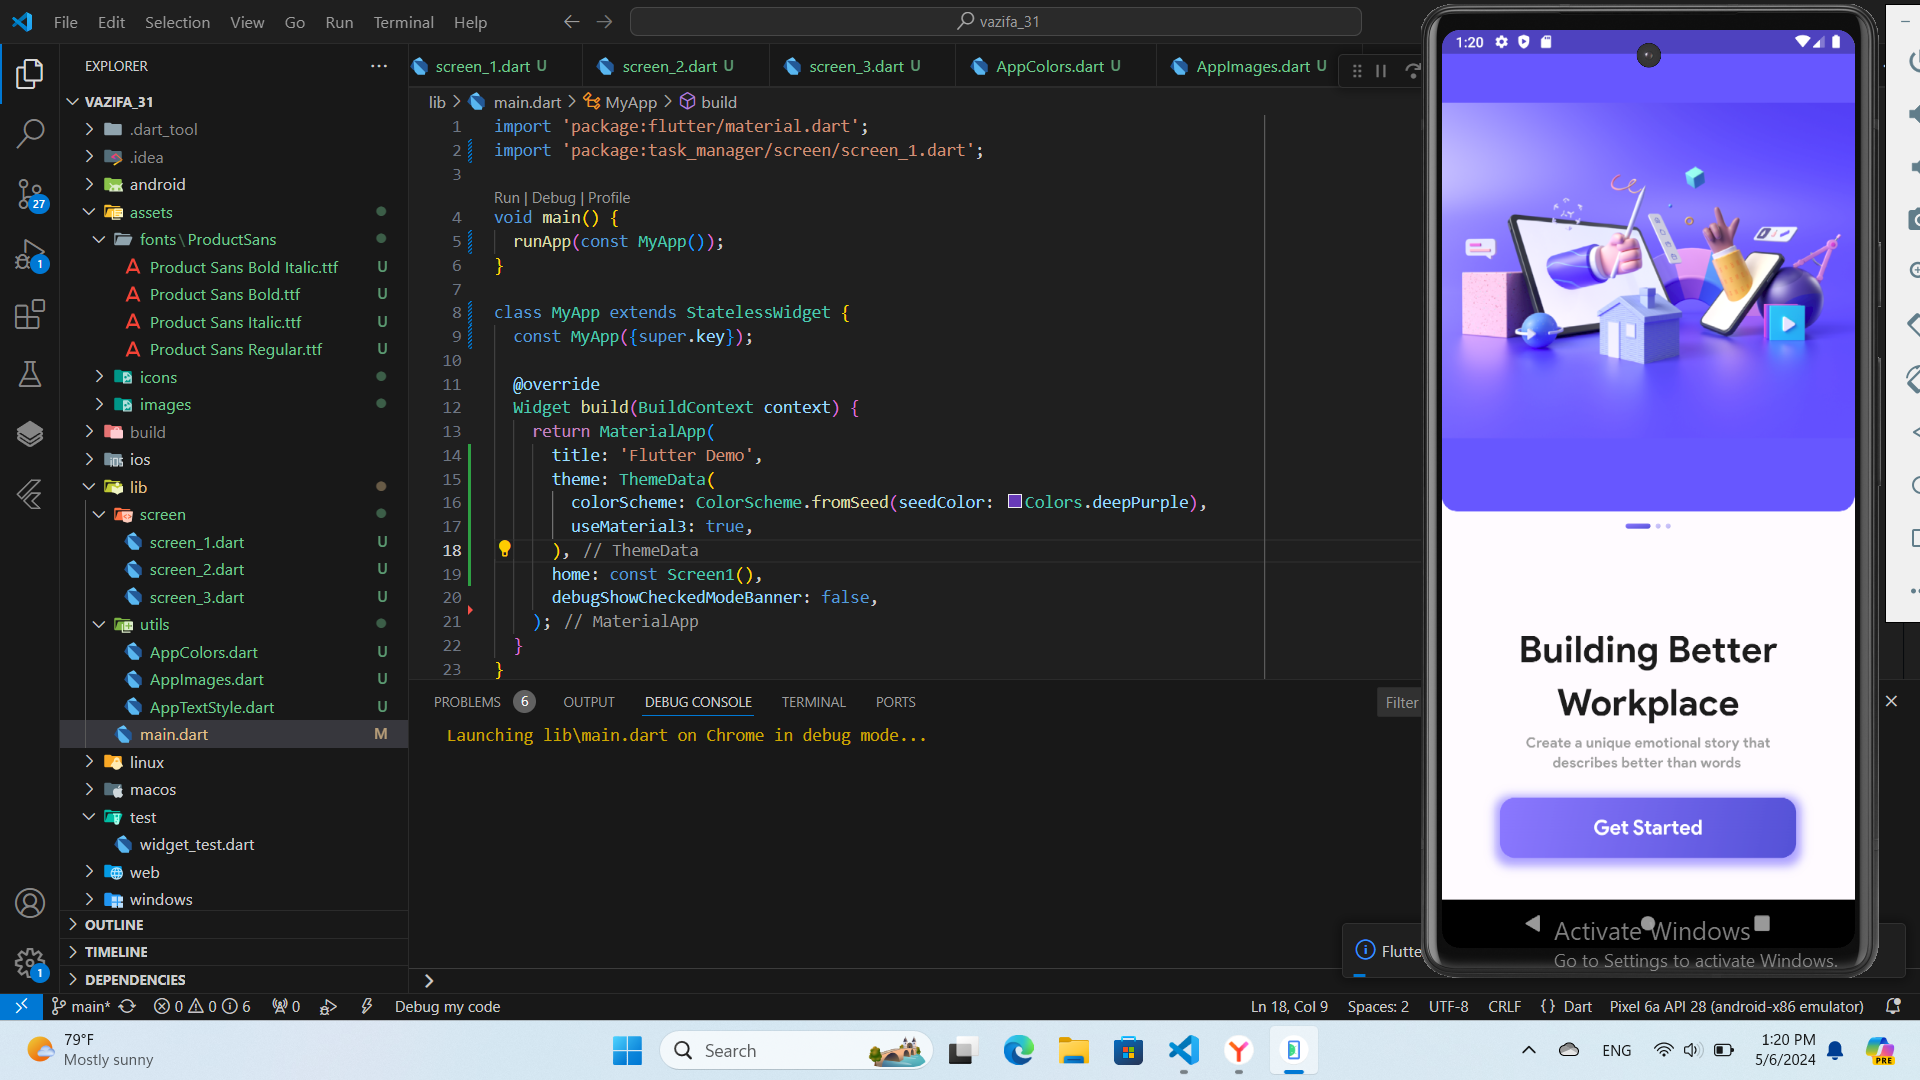 File Edit Selection View Go Run Terminal Help
vazifa_31
EXPLORER
VAZIFA_31
.dart_tool
.idea
android
assets
fonts\ProductSans
Product Sans Bold Italic.ttf U
Product Sans Bold.ttf U
Product Sans Italic.ttf U
Product Sans Regular.ttf U
icons
images
build
ios
lib
screen
screen_1.dart U
screen_2.dart U
screen_3.dart U
utils
AppColors.dart U
AppImages.dart U
AppTextStyle.dart U
main.dart M
linux
macos
test
widget_test.dart
web
windows
OUTLINE
TIMELINE
DEPENDENCIES
27
1
1
screen_1.dart U screen_2.dart U screen_3.dart U AppColors.dart U AppImages.dart U
lib > main.dart > MyApp > build
1 import 'package:flutter/material.dart';
2 import 'package:task_manager/screen/screen_1.dart';
3
Run | Debug | Profile
4 void main() {
5 runApp(const MyApp());
6 }
7
8 class MyApp extends StatelessWidget {
9 const MyApp({super.key});
10
11 @override
12 Widget build(BuildContext context) {
13 return MaterialApp(
14 title: 'Flutter Demo',
15 theme: ThemeData(
16 colorScheme: ColorScheme.fromSeed(seedColor: Colors.deepPurple),
17 useMaterial3: true,
18 ), // ThemeData
19 home: const Screen1(),
20 debugShowCheckedModeBanner: false,
21 ); // MaterialApp
22 }
23 }
PROBLEMS 6 OUTPUT DEBUG CONSOLE TERMINAL PORTS Filter
Launching lib\main.dart on Chrome in debug mode...
Flutte
1:20
Building Better
Workplace
Create a unique emotional story that
describes better than words
Get Started
Activate Windows
Go to Settings to activate Windows.
main* 0 0 6 0 Debug my code Ln 18, Col 9 Spaces: 2 UTF-8 CRLF {} Dart Pixel 6a API 28 (android-x86 emulator)
79°F
Mostly sunny
Search
ENG
1:20 PM
5/6/2024
PRE